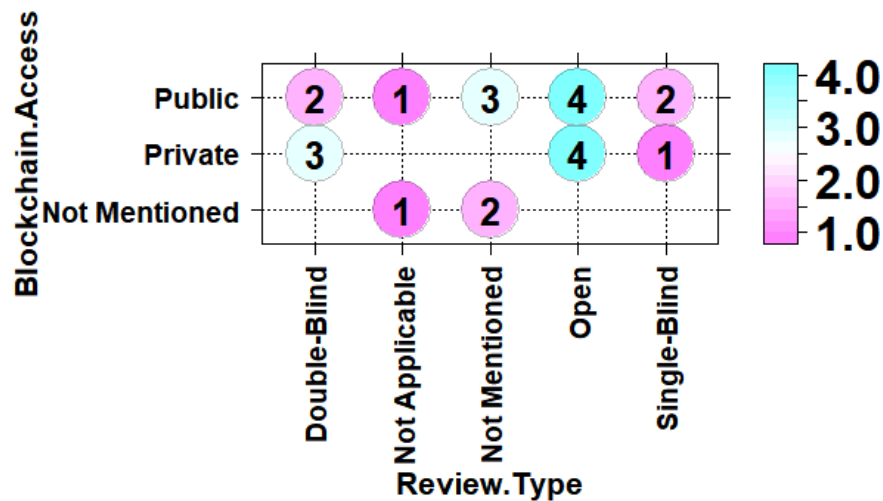 Blockchain.Access
Public
2
1
3
4
2
Private
3
4
1
Not Mentioned
1
2
Double-Blind
Not Applicable
Not Mentioned
Open
Single-Blind
Review.Type
4.0
3.0
2.0
1.0